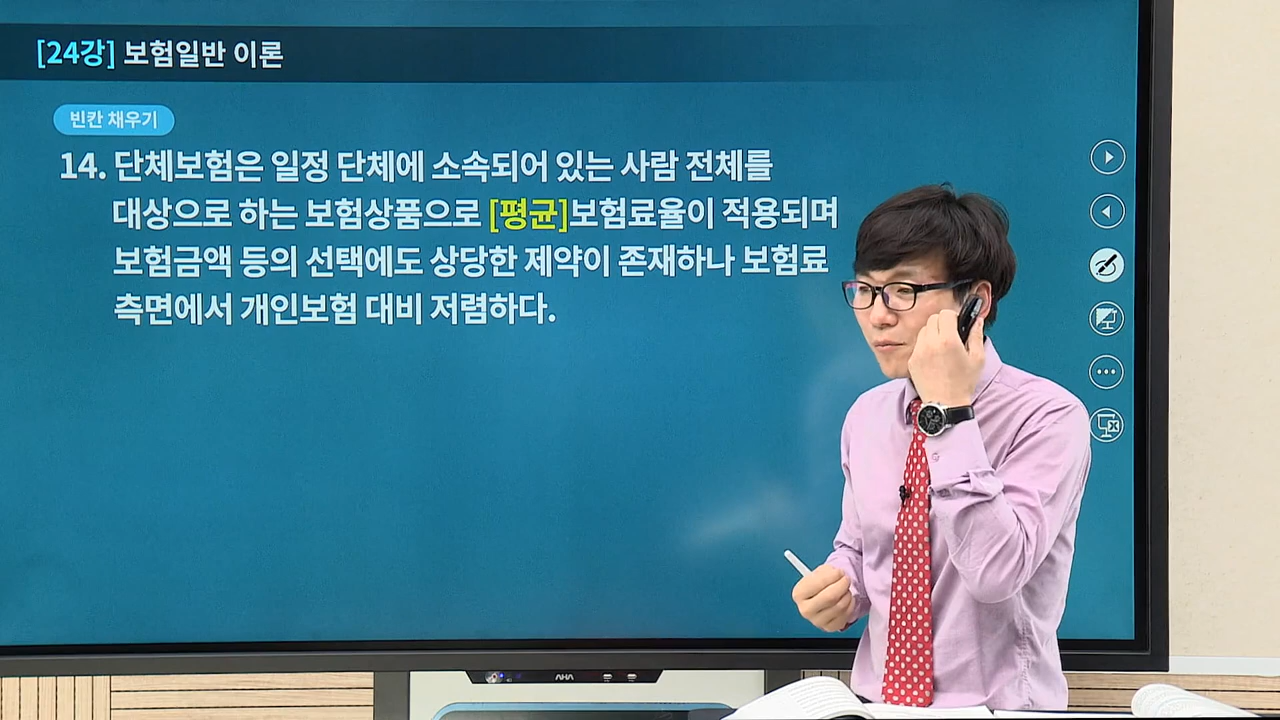 [24강] 보험일반 이론
빈칸 채우기
14. 단체보험은 일정 단체에 소속되어 있는 사람 전체를
대상으로 하는 보험상품으로 [평균]보험료율이 적용되며
보험금액 등의 선택에도 상당한 제약이 존재하나 보험료
측면에서 개인보험 대비 저렴하다.
AHA